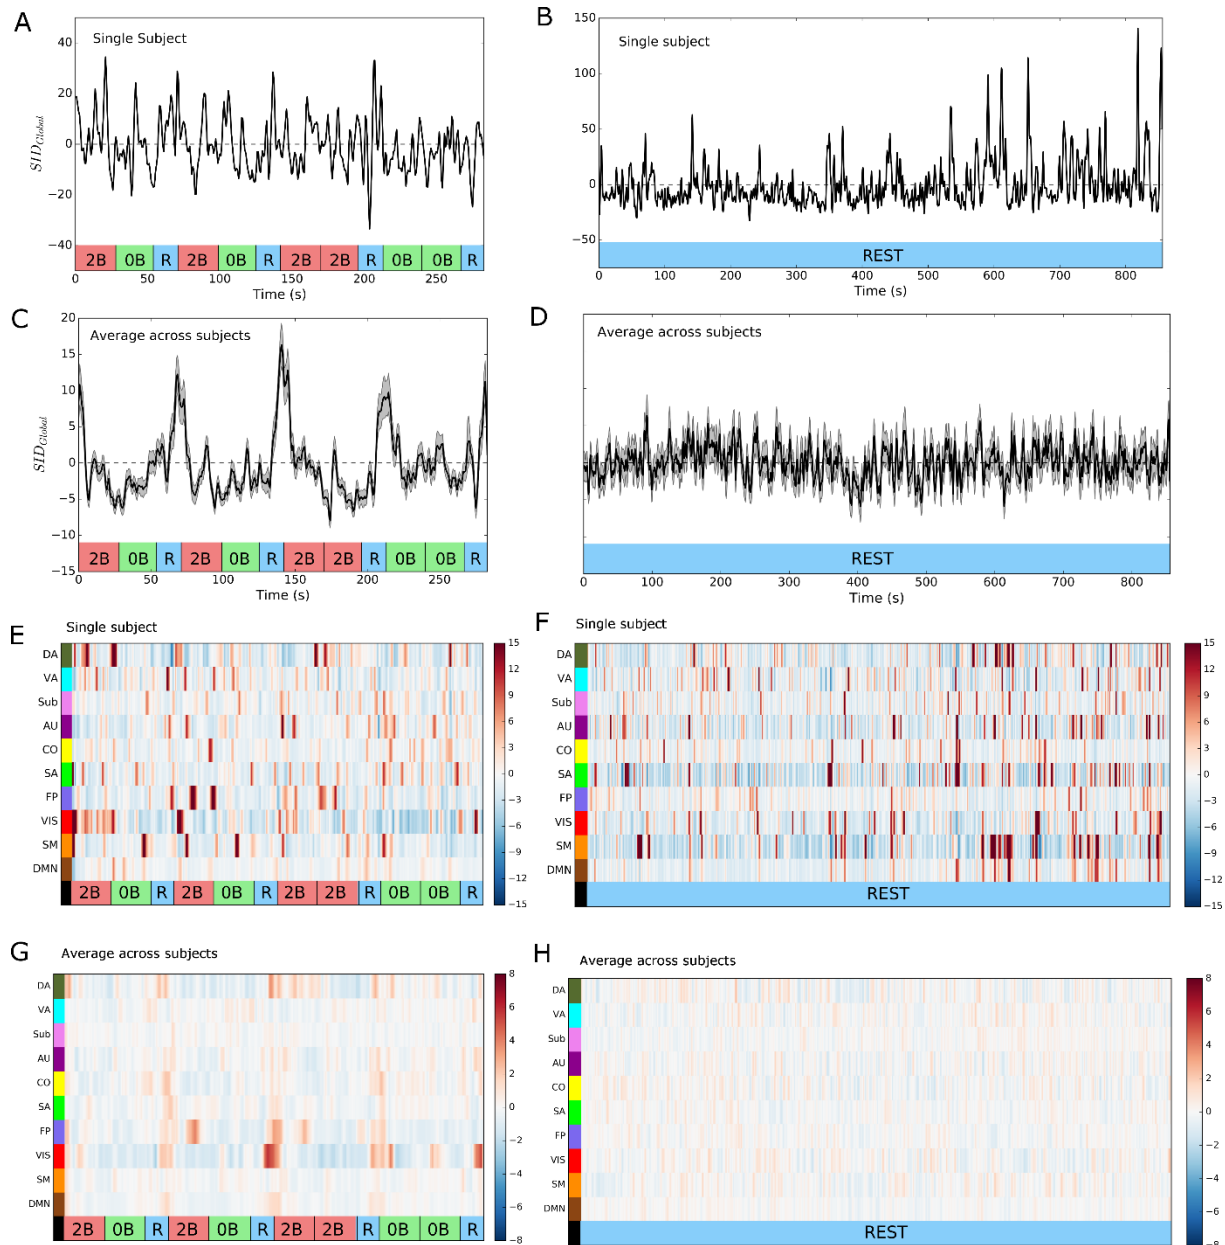 A
Single Subject
SID_Global
40
20
0
−20
−40
2B 0B R 2B 0B R 2B 2B R 0B 0B R
0 50 100 150 200 250
Time (s)
B
Single subject
150
100
50
0
−50
REST
0 100 200 300 400 500 600 700 800
Time (s)
C
Average across subjects
SID_Global
20
15
10
5
0
−5
−10
−15
2B 0B R 2B 0B R 2B 2B R 0B 0B R
0 50 100 150 200 250
Time (s)
D
Average across subjects
REST
0 100 200 300 400 500 600 700 800
Time (s)
E
Single subject
DA
VA
Sub
AU
CO
SA
FP
VIS
SM
DMN
2B 0B R 2B 0B R 2B 2B R 0B 0B R
15
12
9
6
3
0
−3
−6
−9
−12
−15
F
Single subject
DA
VA
Sub
AU
CO
SA
FP
VIS
SM
DMN
REST
15
12
9
6
3
0
−3
−6
−9
−12
−15
G
Average across subjects
DA
VA
Sub
AU
CO
SA
FP
VIS
SM
DMN
2B 0B R 2B 0B R 2B 2B R 0B 0B R
8
6
4
2
0
−2
−4
−6
−8
H
Average across subjects
DA
VA
Sub
AU
CO
SA
FP
VIS
SM
DMN
REST
8
6
4
2
0
−2
−4
−6
−8